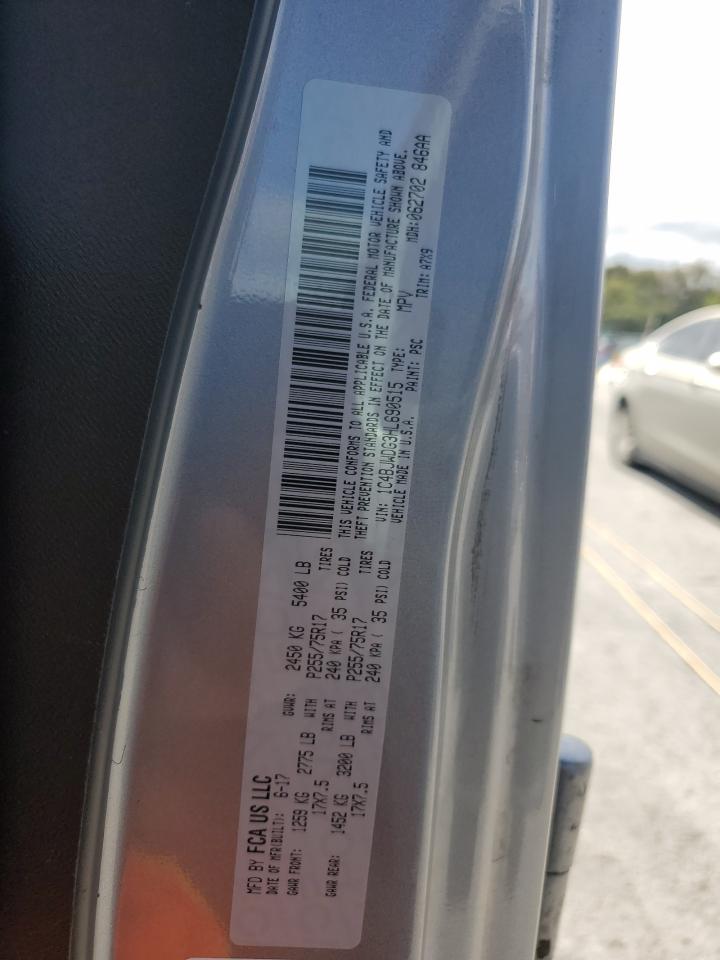 MFD BY FCA US LLC
DATE OF MFR(BUILT): 6-17 GVWR: 2450 KG 5400 LB
GAWR FRONT: 1259 KG 2775 LB WITH P255/75R17 TIRES
17X7.5 RIMS AT 240 KPA ( 35 PSI) COLD
GAWR REAR: 1452 KG 3200 LB WITH P255/75R17 TIRES
17X7.5 RIMS AT 240 KPA ( 35 PSI) COLD
THIS VEHICLE CONFORMS TO ALL APPLICABLE U.S.A. FEDERAL MOTOR VEHICLE SAFETY AND
THEFT PREVENTION STANDARDS IN EFFECT ON THE DATE OF MANUFACTURE SHOWN ABOVE.
VIN: 1C4BJWDG3HL690515 TYPE: MPV MDH:062702 846AA
VEHICLE MADE IN U.S.A. PAINT: PSC TRIM: A7X9